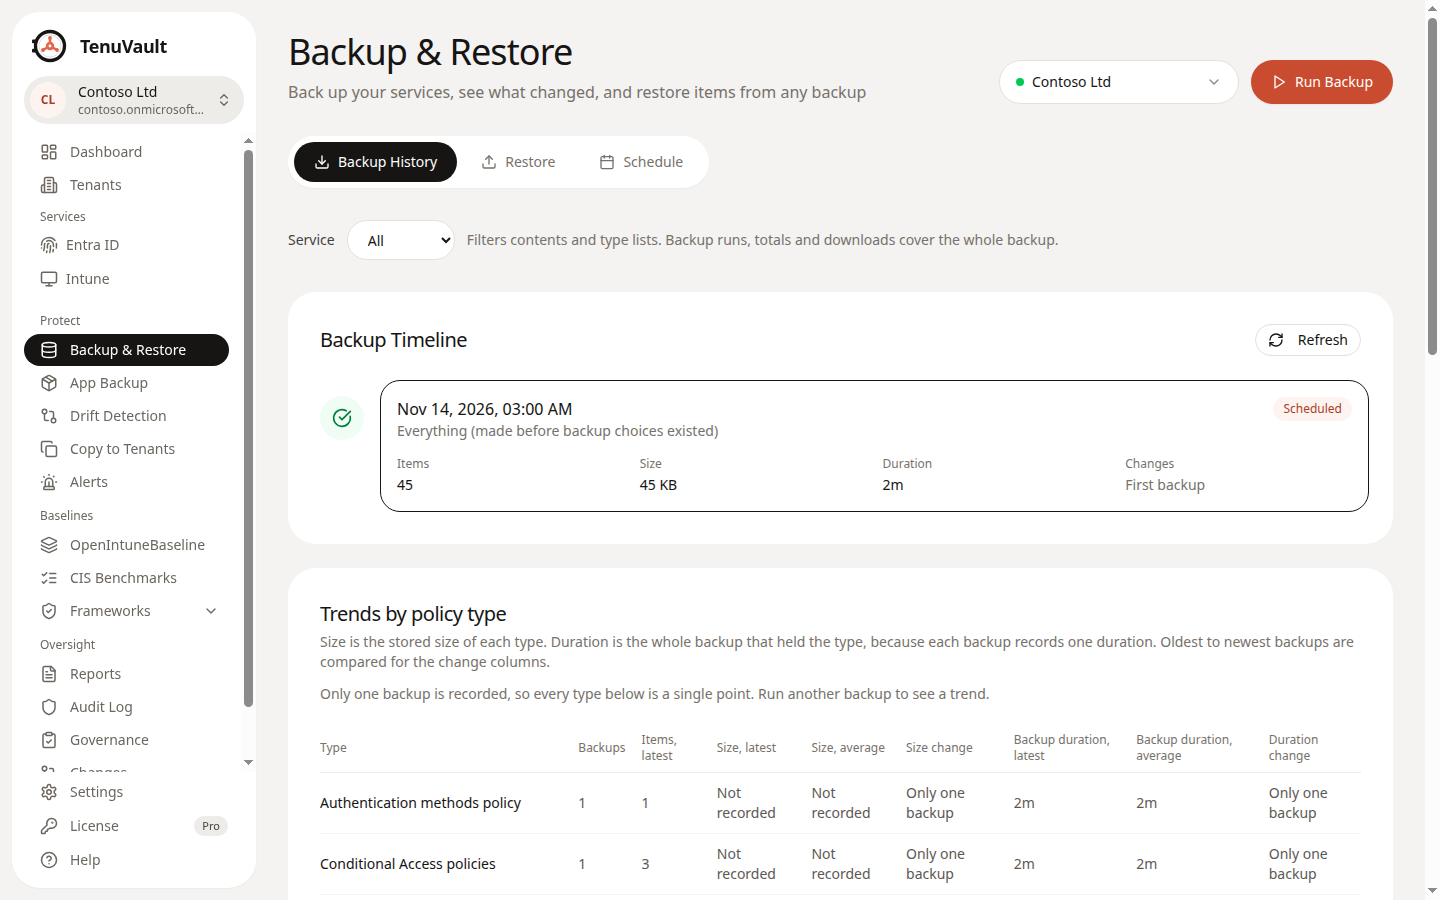 TenuVault
CL
Contoso Ltd
contoso.onmicrosoft...
Dashboard
Tenants
Services
Entra ID
Intune
Protect
Backup & Restore
App Backup
Drift Detection
Copy to Tenants
Alerts
Baselines
OpenIntuneBaseline
CIS Benchmarks
Frameworks
Oversight
Reports
Audit Log
Governance
Changes
Settings
License
Pro
Help
Backup & Restore
Back up your services, see what changed, and restore items from any backup
Contoso Ltd
Run Backup
Backup History
Restore
Schedule
Service
All
Filters contents and type lists. Backup runs, totals and downloads cover the whole backup.
Backup Timeline
Refresh
Nov 14, 2026, 03:00 AM
Scheduled
Everything (made before backup choices existed)
Items
Size
Duration
Changes
45
45 KB
2m
First backup
Trends by policy type
Size is the stored size of each type. Duration is the whole backup that held the type, because each backup records one duration. Oldest to newest backups are
compared for the change columns.
Only one backup is recorded, so every type below is a single point. Run another backup to see a trend.
Type
Backups
Items,
latest
Size, latest
Size, average
Size change
Backup duration,
latest
Backup duration,
average
Duration
change
Authentication methods policy
1
1
Not
recorded
Not
recorded
Only one
backup
2m
2m
Only one
backup
Conditional Access policies
1
3
Not
recorded
Not
recorded
Only one
backup
2m
2m
Only one
backup